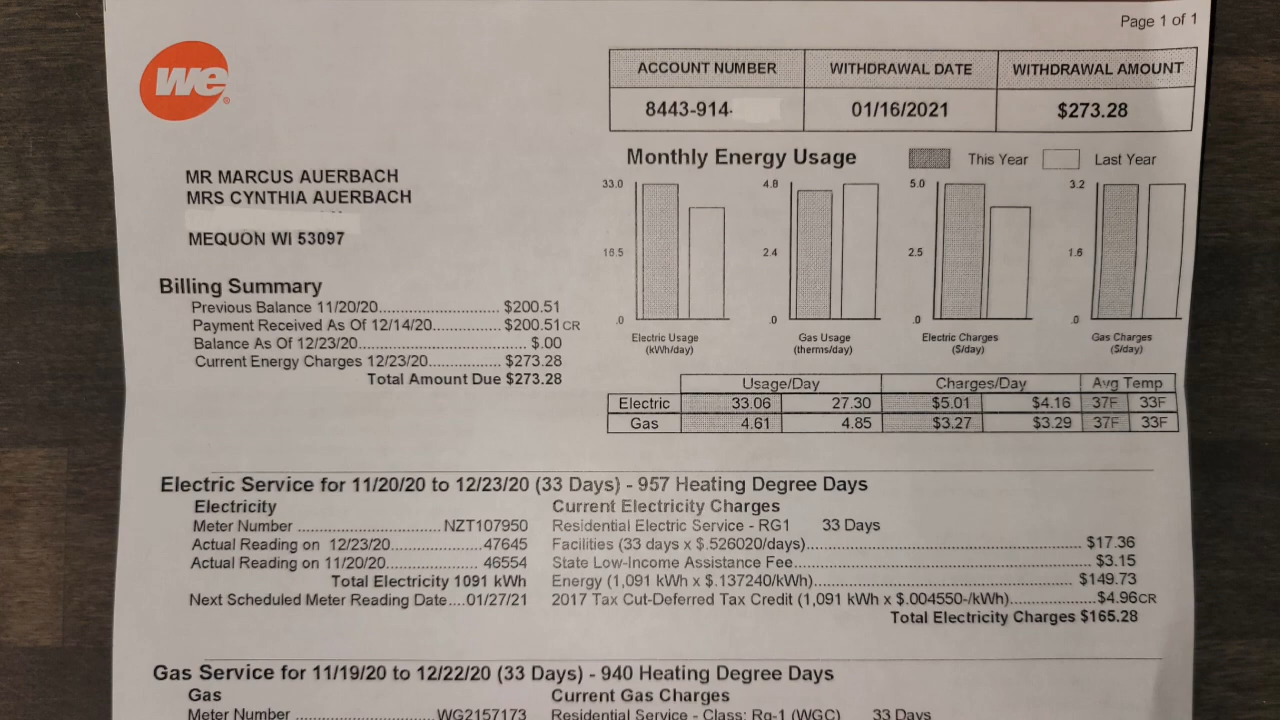 Page 1 of 1
we®
ACCOUNT NUMBER WITHDRAWAL DATE WITHDRAWAL AMOUNT
8443-914- 01/16/2021 $273.28
MR MARCUS AUERBACH
MRS CYNTHIA AUERBACH
MEQUON WI 53097
Monthly Energy Usage This Year Last Year
33.0 4.8 5.0 3.2
16.5 2.4 2.5 1.6
.0 .0 .0 .0
Electric Usage Gas Usage Electric Charges Gas Charges
(kWh/day) (therms/day) ($/day) ($/day)
Billing Summary
Previous Balance 11/20/20.......................... $200.51
Payment Received As Of 12/14/20............... $200.51CR
Balance As Of 12/23/20..................................... $.00
Current Energy Charges 12/23/20................ $273.28
Total Amount Due $273.28
Usage/Day Charges/Day Avg Temp
Electric 33.06 27.30 $5.01 $4.16 37F 33F
Gas 4.61 4.85 $3.27 $3.29 37F 33F
Electric Service for 11/20/20 to 12/23/20 (33 Days) - 957 Heating Degree Days
Electricity
Meter Number ............................... NZT107950
Actual Reading on 12/23/20....................47645
Actual Reading on 11/20/20.................... 46554
Total Electricity 1091 kWh
Next Scheduled Meter Reading Date....01/27/21
Current Electricity Charges
Residential Electric Service - RG1 33 Days
Facilities (33 days x $.526020/days)............................................................ $17.36
State Low-Income Assistance Fee............................................................... $3.15
Energy (1,091 kWh x $.137240/kWh)......................................................... $149.73
2017 Tax Cut-Deferred Tax Credit (1,091 kWh x $.004550-/kWh)...................$4.96CR
Total Electricity Charges $165.28
Gas Service for 11/19/20 to 12/22/20 (33 Days) - 940 Heating Degree Days
Gas
Meter Number ...............................WG2157173
Current Gas Charges
Residential Service - Class: Rg-1 (WGC) 33 Days